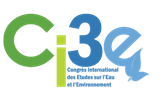 Ci3e
Congrès International
des Etudes sur l'Eau
et l'Environnement